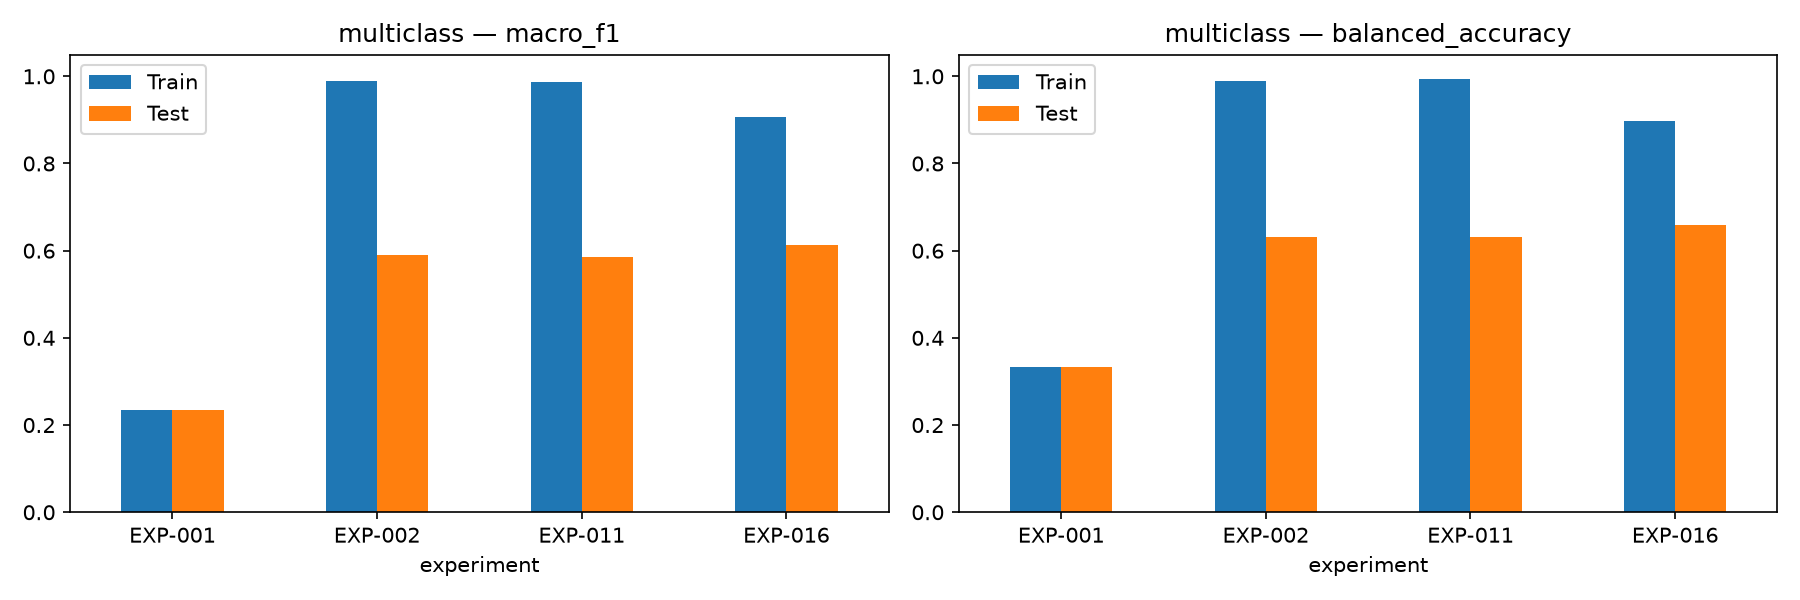 multiclass — macro_f1
1.0
0.8
0.6
0.4
0.2
0.0
Train
Test
EXP-001 EXP-002 EXP-011 EXP-016
experiment
multiclass — balanced_accuracy
1.0
0.8
0.6
0.4
0.2
0.0
Train
Test
EXP-001 EXP-002 EXP-011 EXP-016
experiment